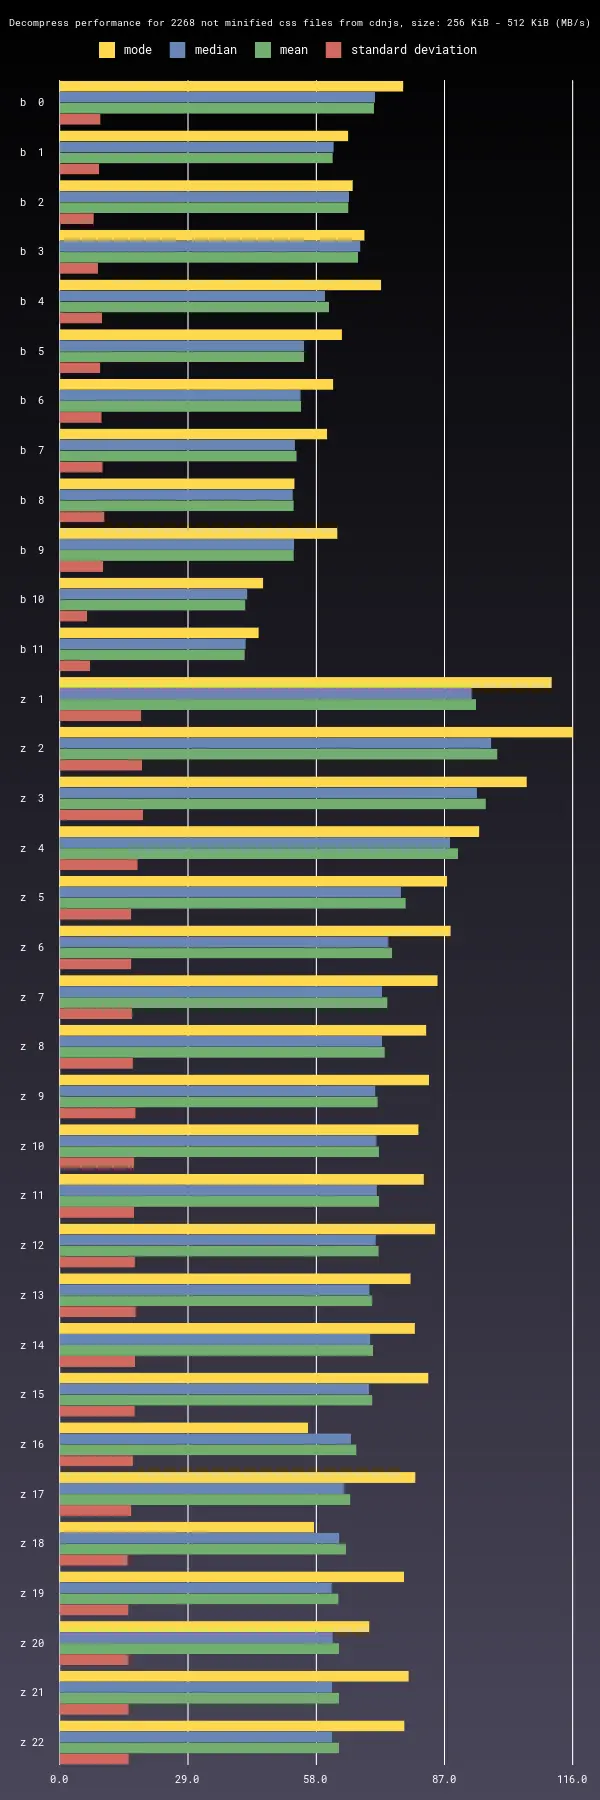 Decompress performance for 2268 not minified css files from cdnjs, size: 256 KiB - 512 KiB (MB/s)
mode median mean standard deviation
b 0
b 1
b 2
b 3
b 4
b 5
b 6
b 7
b 8
b 9
b 10
b 11
z 1
z 2
z 3
z 4
z 5
z 6
z 7
z 8
z 9
z 10
z 11
z 12
z 13
z 14
z 15
z 16
z 17
z 18
z 19
z 20
z 21
z 22
0.0 29.0 58.0 87.0 116.0